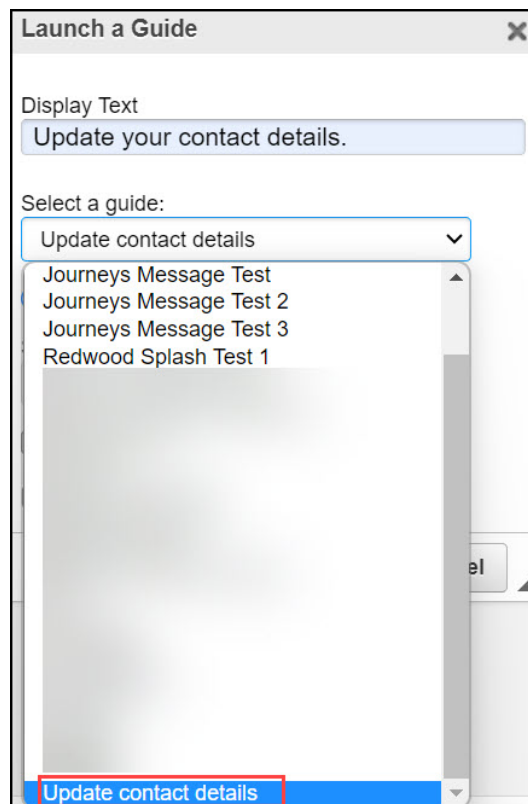 Launch a Guide
Display Text
Update your contact details.
Select a guide:
Update contact details
Journeys Message Test
Journeys Message Test 2
Journeys Message Test 3
Redwood Splash Test 1
el
Update contact details